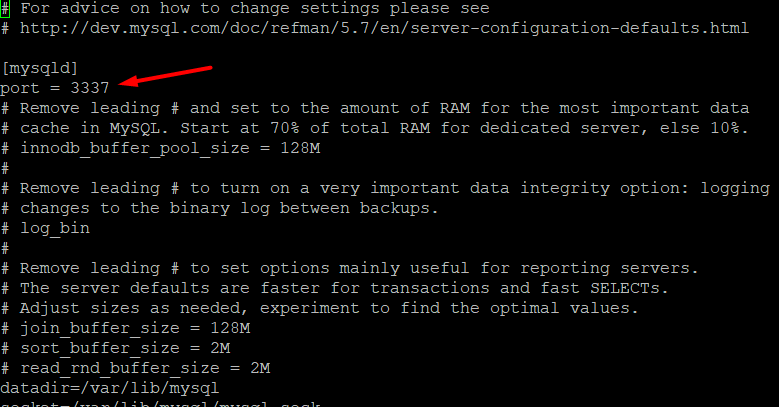 # For advice on how to change settings please see
# http://dev.mysql.com/doc/refman/5.7/en/server-configuration-defaults.html
[mysqld]
port = 3337
# Remove leading # and set to the amount of RAM for the most important data
# cache in MySQL. Start at 70% of total RAM for dedicated server, else 10%.
# innodb_buffer_pool_size = 128M
#
# Remove leading # to turn on a very important data integrity option: logging
# changes to the binary log between backups.
# log_bin
#
# Remove leading # to set options mainly useful for reporting servers.
# The server defaults are faster for transactions and fast SELECTs.
# Adjust sizes as needed, experiment to find the optimal values.
# join_buffer_size = 128M
# sort_buffer_size = 2M
# read_rnd_buffer_size = 2M
datadir=/var/lib/mysql
socket=/var/lib/mysql/mysql.sock